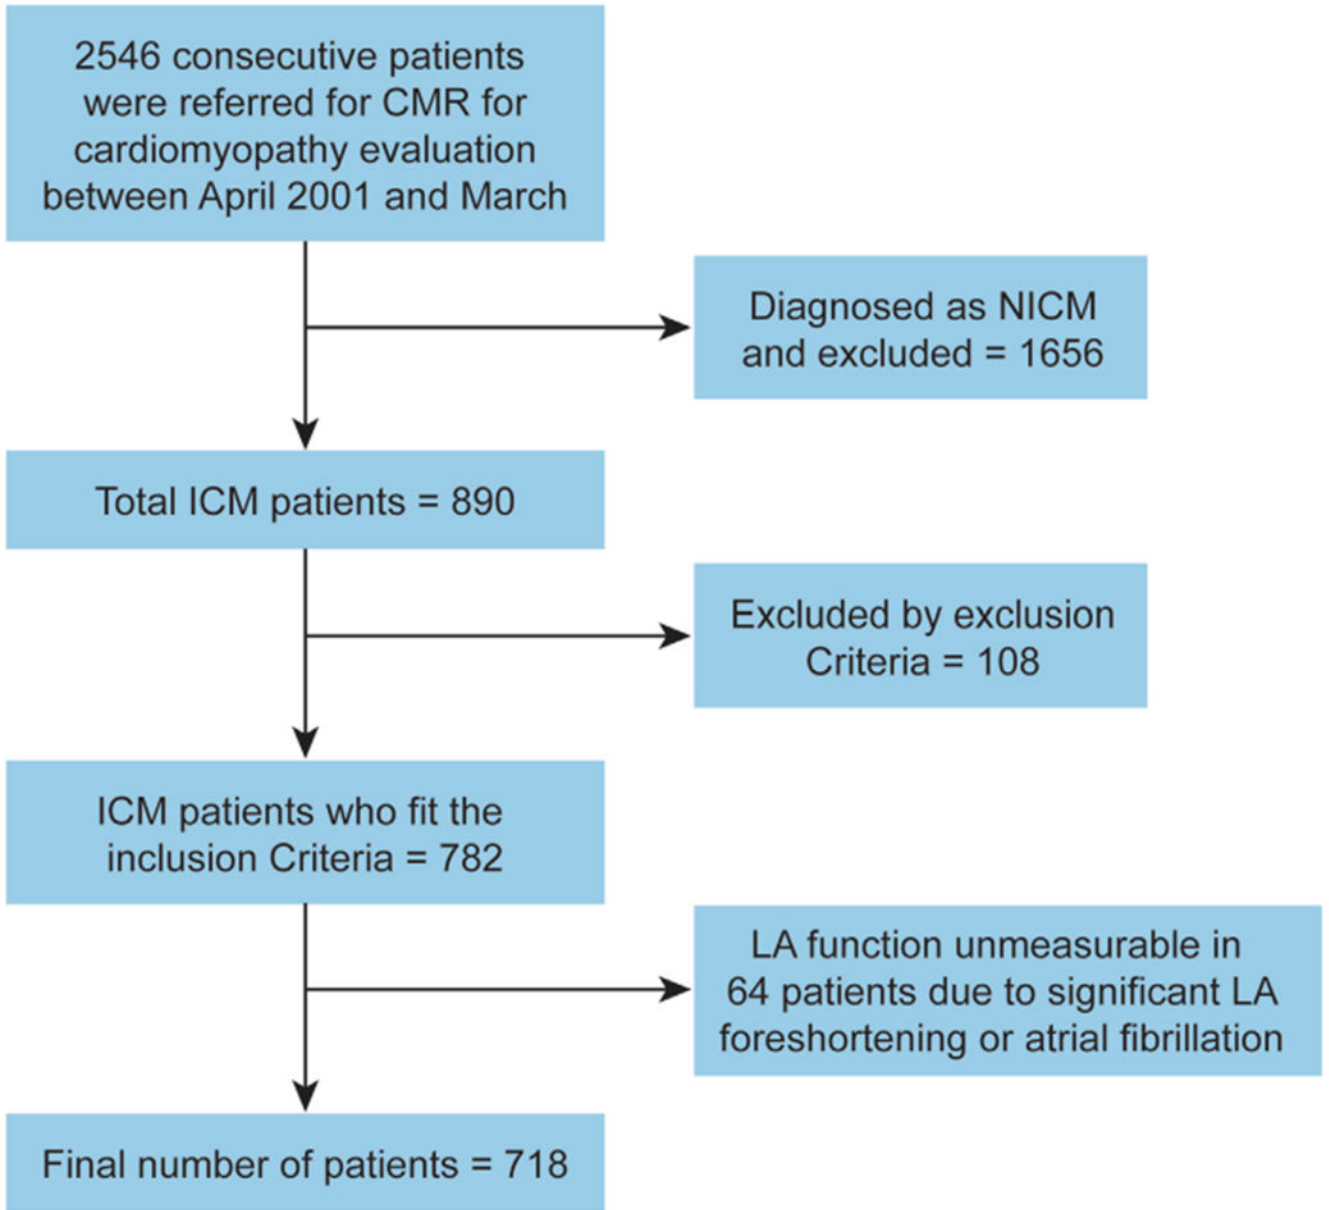 2546 consecutive patients
were referred for CMR for
cardiomyopathy evaluation
between April 2001 and March
Diagnosed as NICM
and excluded = 1656
Total ICM patients = 890
Excluded by exclusion
Criteria = 108
ICM patients who fit the
inclusion Criteria = 782
LA function unmeasurable in
64 patients due to significant LA
foreshortening or atrial fibrillation
Final number of patients = 718